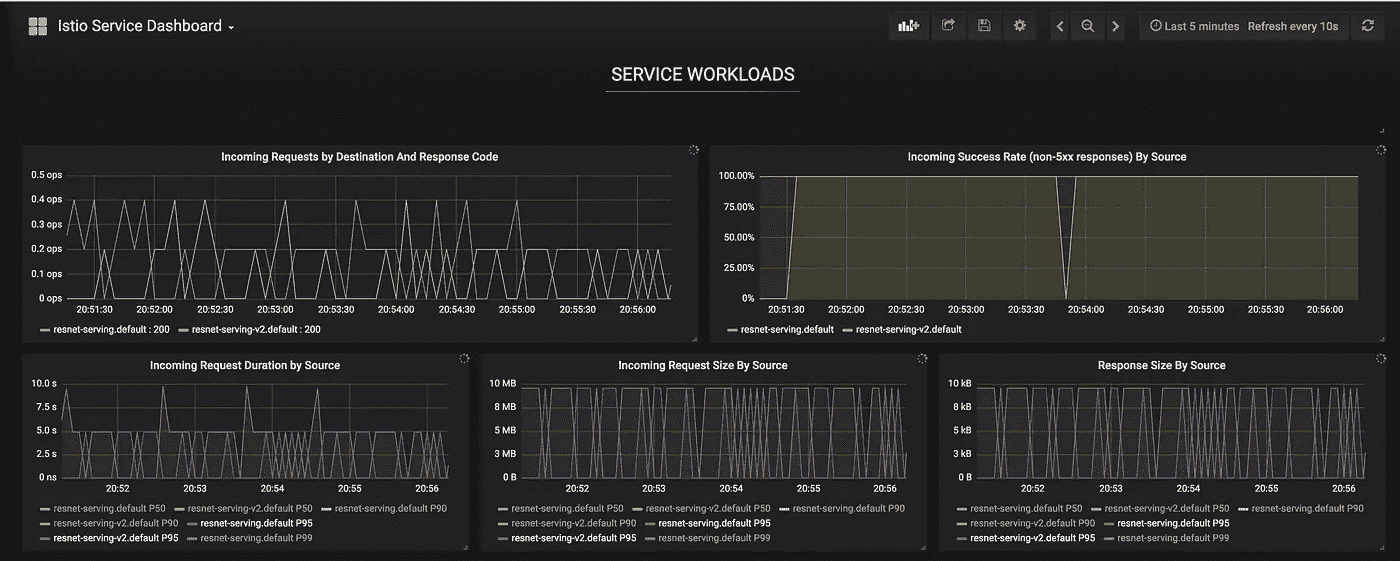 Istio Service Dashboard
Last 5 minutes Refresh every 10s
SERVICE WORKLOADS
Incoming Requests by Destination And Response Code
0.5 ops
0.4 ops
0.3 ops
0.2 ops
0.1 ops
0 ops
20:51:30 20:52:00 20:52:30 20:53:00 20:53:30 20:54:00 20:54:30 20:55:00 20:55:30 20:56:00
resnet-serving.default : 200 resnet-serving-v2.default : 200
Incoming Success Rate (non-5xx responses) By Source
100.00%
75.00%
50.00%
25.00%
0%
20:51:30 20:52:00 20:52:30 20:53:00 20:53:30 20:54:00 20:54:30 20:55:00 20:55:30 20:56:00
resnet-serving.default resnet-serving-v2.default
Incoming Request Duration by Source
10.0 s
7.5 s
5.0 s
2.5 s
0 ns
20:52 20:53 20:54 20:55 20:56
resnet-serving.default P50 resnet-serving-v2.default P50 resnet-serving.default P90
resnet-serving-v2.default P90 resnet-serving.default P95
resnet-serving-v2.default P95 resnet-serving.default P99
Incoming Request Size By Source
10 MB
8 MB
5 MB
3 MB
0 B
20:52 20:53 20:54 20:55 20:56
resnet-serving.default P50 resnet-serving-v2.default P50 resnet-serving.default P90
resnet-serving-v2.default P90 resnet-serving.default P95
resnet-serving-v2.default P95 resnet-serving.default P99
Response Size By Source
10 kB
8 kB
5 kB
3 kB
0 B
20:52 20:53 20:54 20:55 20:56
resnet-serving.default P50 resnet-serving-v2.default P50 resnet-serving.default P90
resnet-serving-v2.default P90 resnet-serving.default P95
resnet-serving-v2.default P95 resnet-serving.default P99